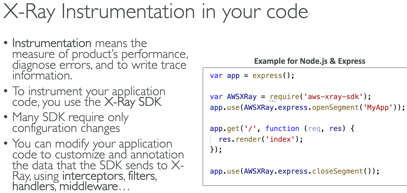 X-Ray Instrumentation in your code
• Instrumentation means the
measure of product's performance,
diagnose errors, and to write trace
information.
• To instrument your application
code, you use the X-Ray SDK
• Many SDK require only
configuration changes
• You can modify your application
code to customize and annotation
the data that the SDK sends to X-
Ray, using interceptors, filters,
handlers, middleware…
Example for Node.js & Express
var app = express();
var AWSXRay = require('aws-xray-sdk');
app.use(AWSXRay.express.openSegment('MyApp'));
app.get('/', function (req, res) {
  res.render('index');
});
app.use(AWSXRay.express.closeSegment());